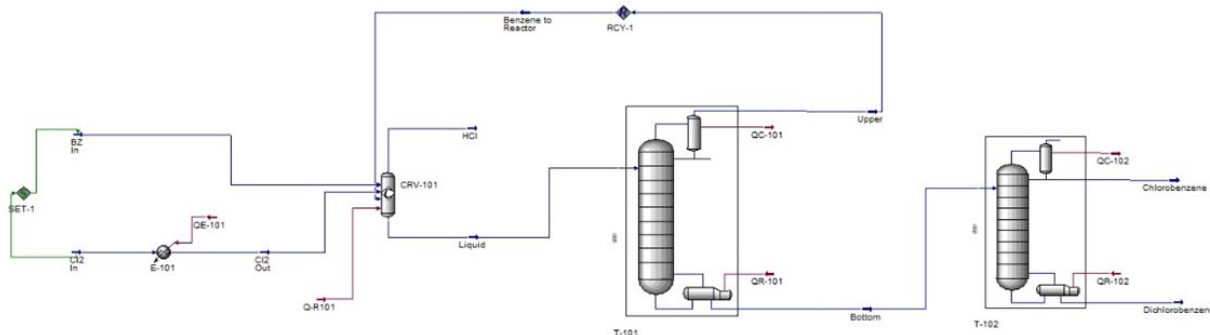 Benzene to
Reactor
RCY-1
BZ
In
SET-1
Cl2
In
E-101
QE-101
Cl2
Out
Q-R101
HCl
CRV-101
Liquid
T-101
QC-101
Upper
QR-101
Bottom
T-102
QC-102
Chlorobenzene
QR-102
Dichlorobenzen